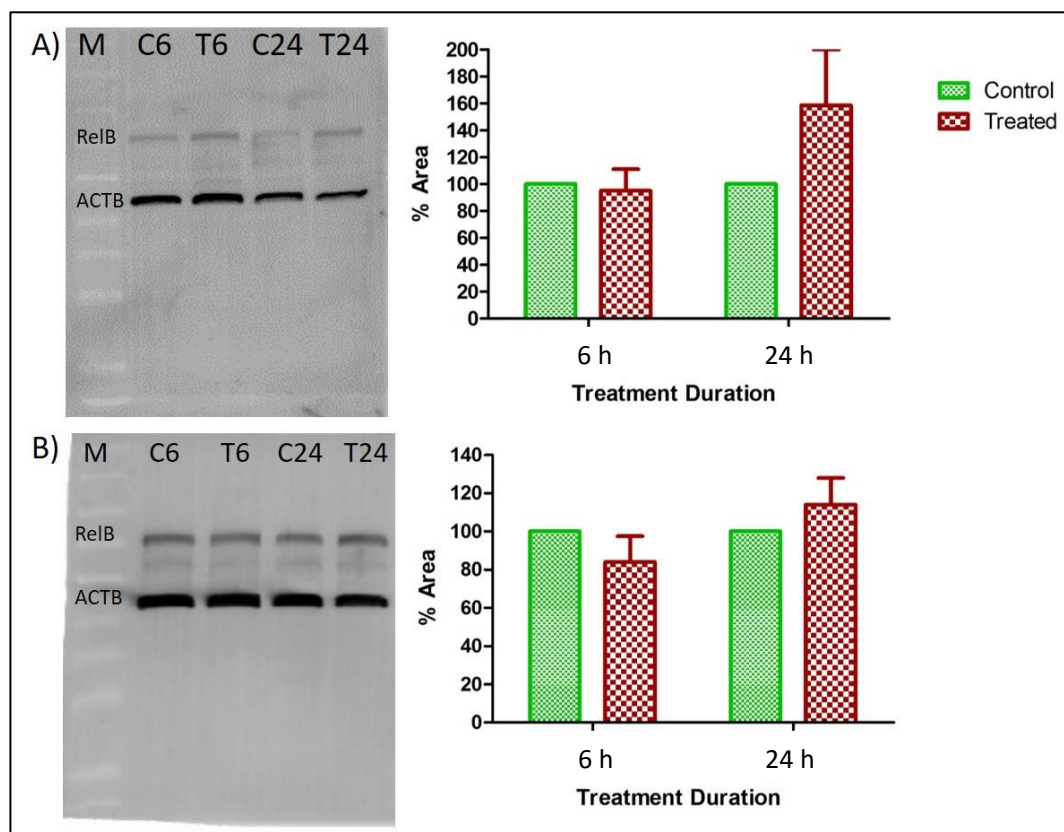 A)
M C6 T6 C24 T24
RelB
ACTB
200
180
160
140
120
100
80
60
40
20
0
% Area
6 h 24 h
Treatment Duration
Control
Treated
B)
M C6 T6 C24 T24
RelB
ACTB
140
120
100
80
60
40
20
0
% Area
6 h 24 h
Treatment Duration